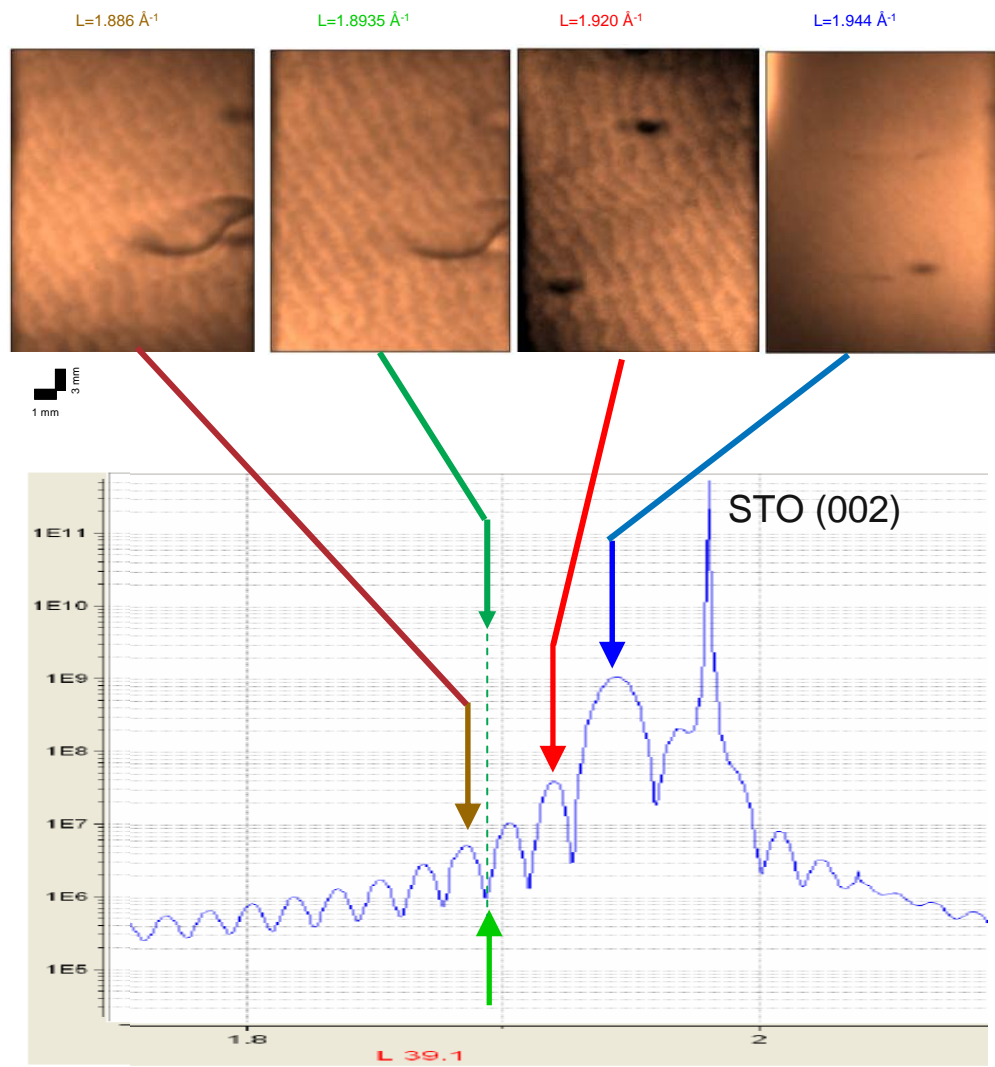 L=1.886 Å-1
L=1.8935 Å-1
L=1.920 Å-1
L=1.944 Å-1
3 mm
1 mm
STO (002)
1E11
1E10
1E9
1E8
1E7
1E6
1E5
1.8
2
L 39.1